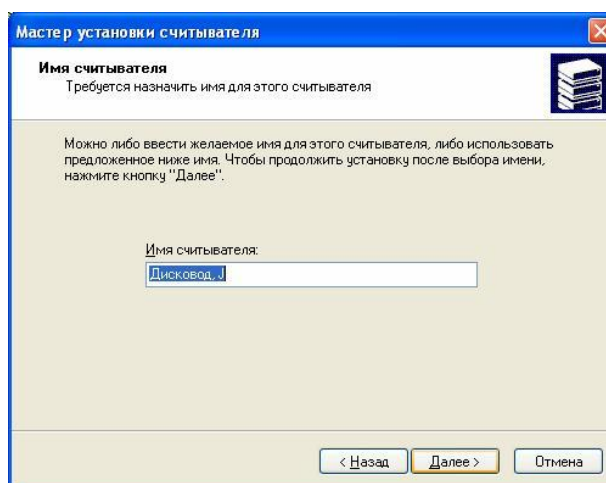 Мастер установки считывателя
Имя считывателя
Требуется назначить имя для этого считывателя
Можно либо ввести желаемое имя для этого считывателя, либо использовать
предложенное ниже имя. Чтобы продолжить установку после выбора имени,
нажмите кнопку "Далее".
Имя считывателя:
Дисковод, J
< Назад Далее > Отмена